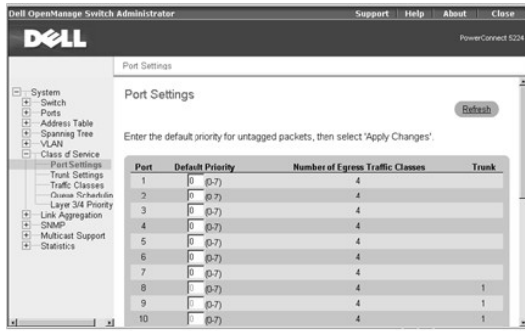 Dell OpenManage Switch Administrator Support Help About Close
DELL
PowerConnect 5224
Port Settings
System
Switch
Ports
Address Table
Spanning Tree
VLAN
Class of Service
Port Settings
Trunk Settings
Traffic Classes
Queue Schedulin
Layer 3/4 Priority
Link Aggregation
SNMP
Multicast Support
Statistics
Port Settings
Refresh
Enter the default priority for untagged packets, then select 'Apply Changes'.
Port Default Priority Number of Egress Traffic Classes Trunk
1 0 (0-7) 4
2 0 (0-7) 4
3 0 (0-7) 4
4 0 (0-7) 4
5 0 (0-7) 4
6 0 (0-7) 4
7 0 (0-7) 4
8 0 (0-7) 4 1
9 0 (0-7) 4 1
10 0 (0-7) 4 1